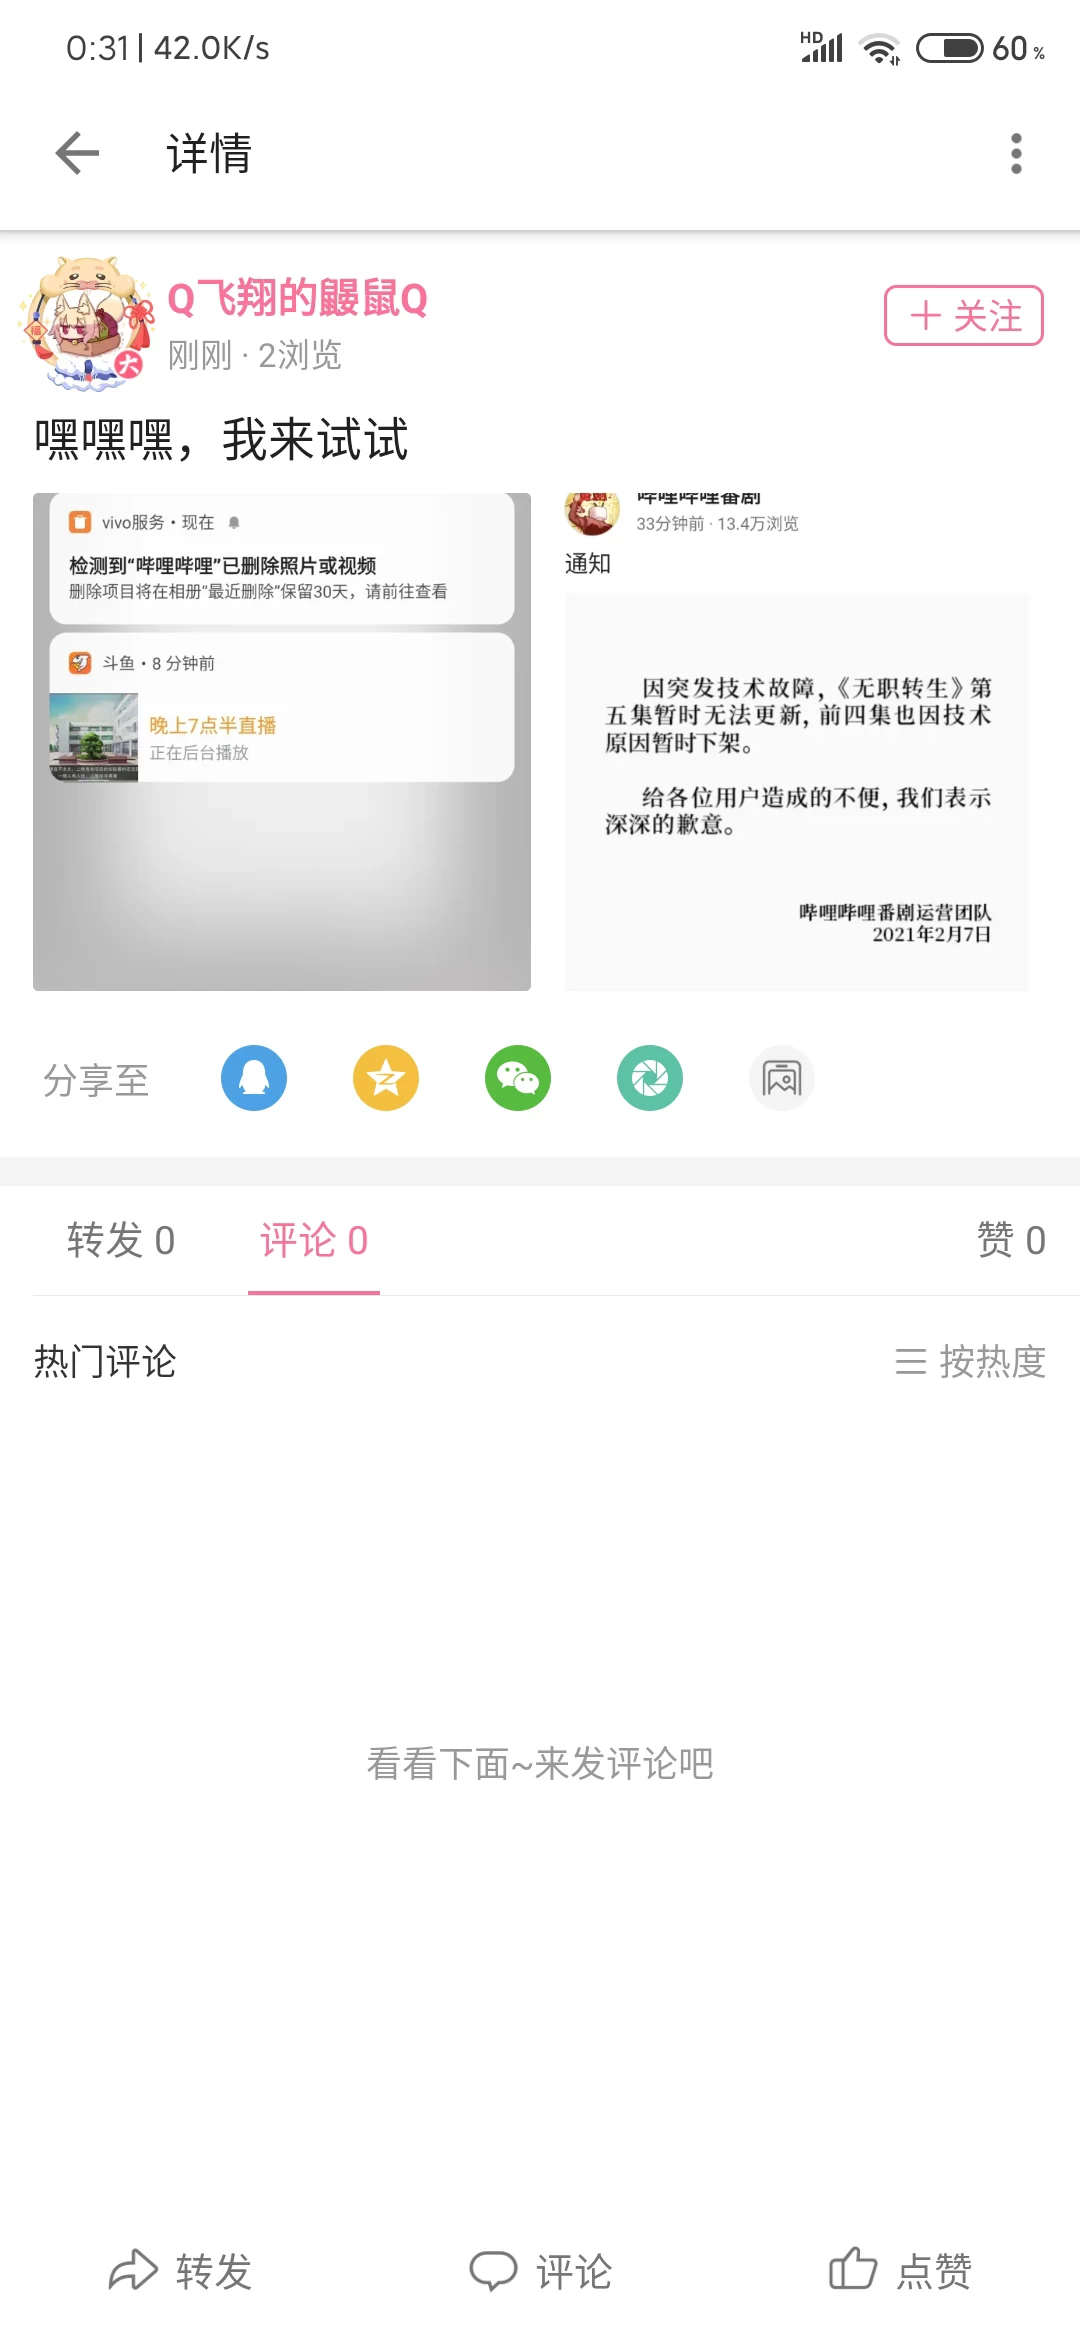 0:31 | 42.0K/s
HD
60 %
详情
Q飞翔的鼹鼠Q
刚刚 · 2浏览
+ 关注
大
福
嘿嘿嘿，我来试试
vivo服务 · 现在
检测到“哔哩哔哩”已删除照片或视频
删除项目将在相册“最近删除”保留30天，请前往查看
斗鱼 · 8 分钟前
晚上7点半直播
正在后台播放
哔哩哔哩番剧
33分钟前 · 13.4万浏览
通知
因突发技术故障，《无职转生》第
五集暂时无法更新，前四集也因技术
原因暂时下架。
给各位用户造成的不便，我们表示
深深的歉意。
哔哩哔哩番剧运营团队
2021年2月7日
分享至
转发 0
评论 0
赞 0
热门评论
按热度
看看下面~来发评论吧
转发
评论
点赞